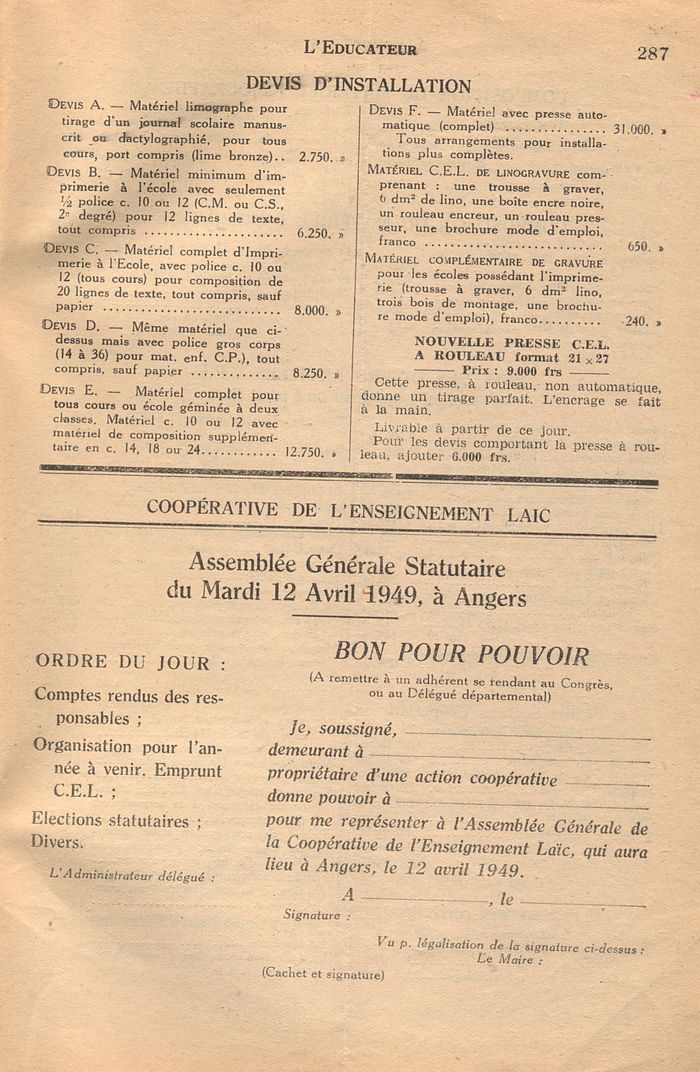 L'EDUCATEUR
287
DEVIS D'INSTALLATION
DEVIS A. — Matériel limographe pour
tirage d'un journal scolaire manus-
crit ou dactylographié, pour tous
cours, port compris (lime bronze).. 2.750. »
DEVIS B. — Matériel minimum d'im-
primerie à l'école avec seulement
½ police c. 10 ou 12 (C.M. ou C.S.,
2e degré) pour 12 lignes de texte,
tout compris .................... 6.250. »
DEVIS C. — Matériel complet d'Impri-
merie à l'Ecole, avec police c. 10 ou
12 (tous cours) pour composition de
20 lignes de texte, tout compris, sauf
papier ........................... 8.000. »
DEVIS D. — Même matériel que ci-
dessus mais avec police gros corps
(14 à 36) pour mat. enf. C.P.), tout
compris, sauf papier ............. 8.250. »
DEVIS E. — Matériel complet pour
tous cours ou école géminée à deux
classes. Matériel c. 10 ou 12 avec
matériel de composition supplémen-
taire en c. 14, 18 ou 24............ 12.750. »
DEVIS F. — Matériel avec presse auto-
matique (complet) ................ 31.000. »
Tous arrangements pour installa-
tions plus complètes.
MATÉRIEL C.E.L. DE LINOGRAVURE com-
prenant : une trousse à graver,
6 dm² de lino, une boîte encre noire,
un rouleau encreur, un rouleau pres-
seur, une brochure mode d'emploi,
franco ............................ 650. »
MATÉRIEL COMPLÉMENTAIRE DE GRAVURE
pour les écoles possédant l'imprime-
rie (trousse à graver, 6 dm² lino,
trois bois de montage, une brochu-
re mode d'emploi), franco.......... 240. »
NOUVELLE PRESSE C.E.L.
A ROULEAU format 21 × 27
Prix : 9.000 frs
Cette presse, à rouleau, non automatique,
donne un tirage parfait. L'encrage se fait
à la main.
Livrable à partir de ce jour.
Pour les devis comportant la presse à rou-
leau, ajouter 6.000 frs.
COOPÉRATIVE DE L'ENSEIGNEMENT LAIC
Assemblée Générale Statutaire
du Mardi 12 Avril 1949, à Angers
ORDRE DU JOUR :
Comptes rendus des res-
ponsables ;
Organisation pour l'an-
née à venir. Emprunt
C.E.L. ;
Elections statutaires ;
Divers.
L'Administrateur délégué :
BON POUR POUVOIR
(A remettre à un adhérent se rendant au Congrès,
ou au Délégué départemental)
Je, soussigné,
demeurant à
propriétaire d'une action coopérative
donne pouvoir à
pour me représenter à l'Assemblée Générale de
la Coopérative de l'Enseignement Laïc, qui aura
lieu à Angers, le 12 avril 1949.
A , le
Signature :
Vu p. légalisation de la signature ci-dessus :
Le Maire :
(Cachet et signature)